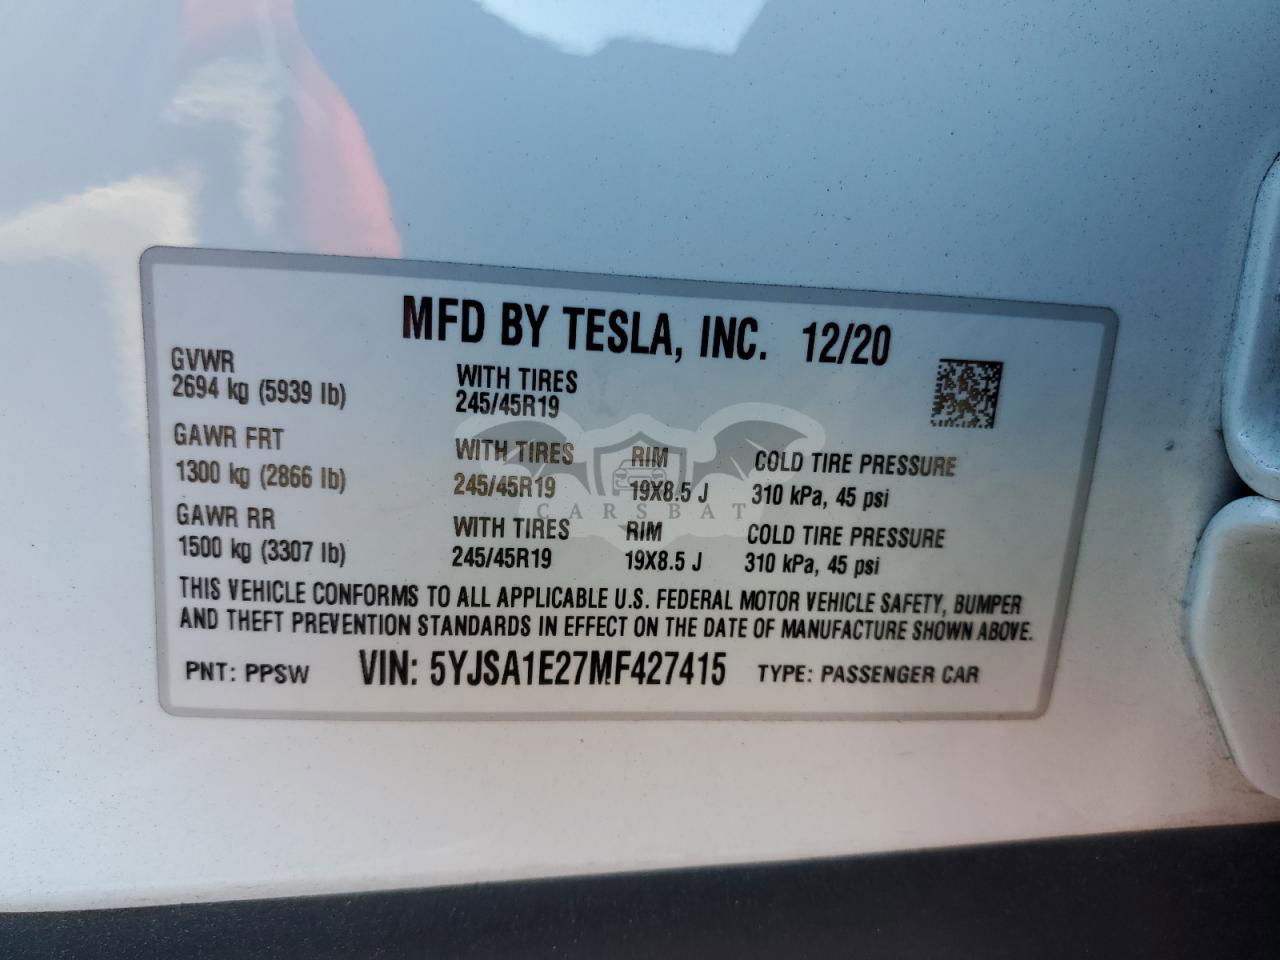 MFD BY TESLA, INC. 12/20
GVWR
2694 kg (5939 lb)
WITH TIRES
245/45R19
GAWR FRT
1300 kg (2866 lb)
WITH TIRES
245/45R19
RIM
19X8.5 J
COLD TIRE PRESSURE
310 kPa, 45 psi
CARSBAT
GAWR RR
1500 kg (3307 lb)
WITH TIRES
245/45R19
RIM
19X8.5 J
COLD TIRE PRESSURE
310 kPa, 45 psi
THIS VEHICLE CONFORMS TO ALL APPLICABLE U.S. FEDERAL MOTOR VEHICLE SAFETY, BUMPER
AND THEFT PREVENTION STANDARDS IN EFFECT ON THE DATE OF MANUFACTURE SHOWN ABOVE.
PNT: PPSW VIN: 5YJSA1E27MF427415 TYPE: PASSENGER CAR